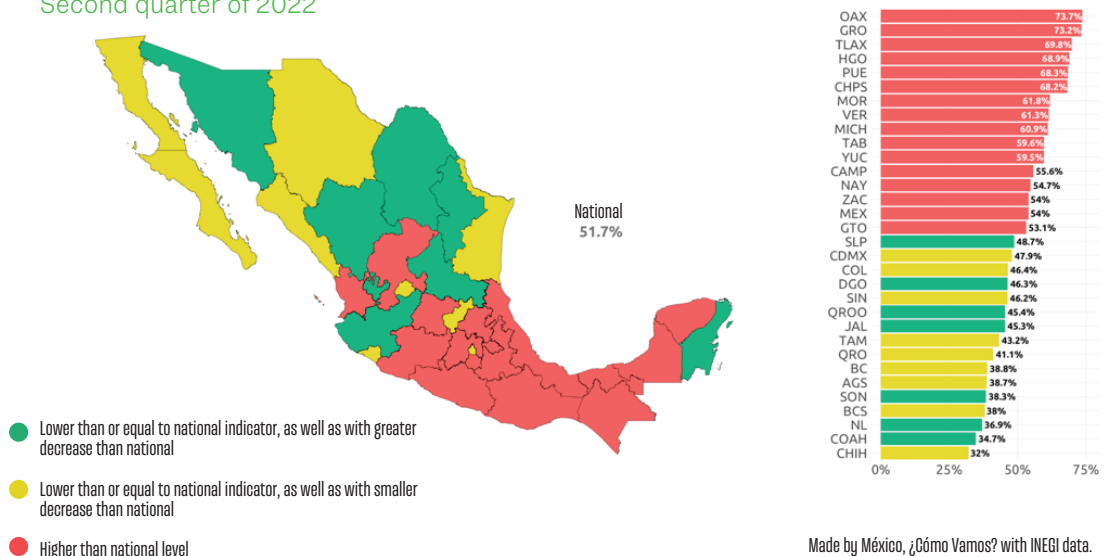 Second quarter of 2022
National
51.7%
Lower than or equal to national indicator, as well as with greater
decrease than national
Lower than or equal to national indicator, as well as with smaller
decrease than national
Higher than national level
OAX 73.7%
GRO 73.2%
TLAX 69.8%
HGO 68.9%
PUE 68.3%
CHPS 68.2%
MOR 61.8%
VER 61.3%
MICH 60.9%
TAB 59.6%
YUC 59.5%
CAMP 55.6%
NAY 54.7%
ZAC 54%
MEX 54%
GTO 53.1%
SLP 48.7%
CDMX 47.9%
COL 46.4%
DGO 46.3%
SIN 46.2%
QROO 45.4%
JAL 45.3%
TAM 43.2%
QRO 41.1%
BC 38.8%
AGS 38.7%
SON 38.3%
BCS 38%
NL 36.9%
COAH 34.7%
CHIH 32%
0% 25% 50% 75%
Made by México, ¿Cómo Vamos? with INEGI data.